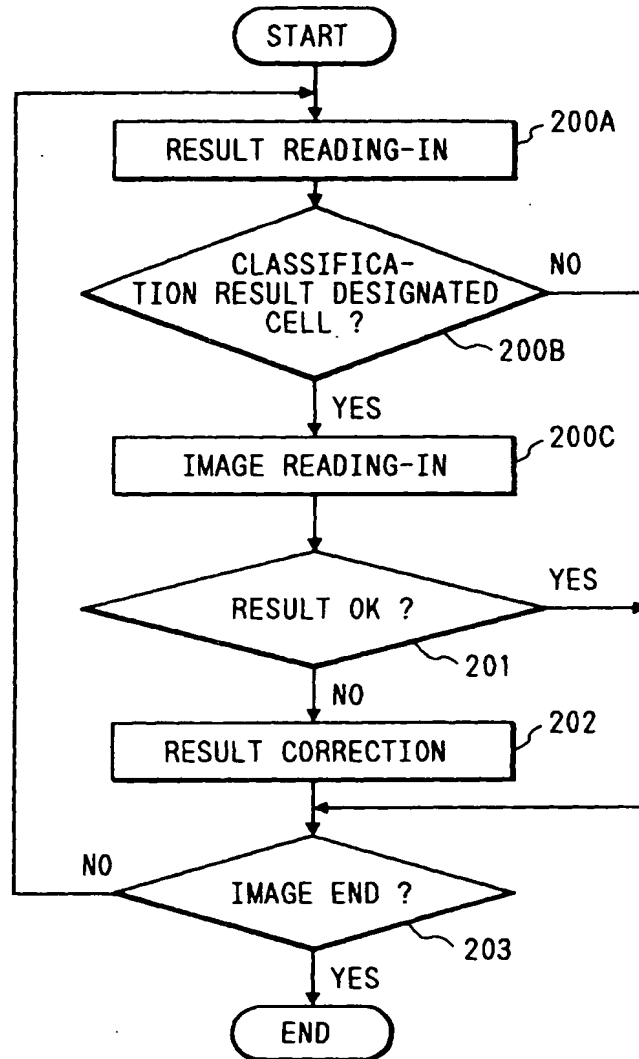 START
200A
RESULT READING-IN
CLASSIFICA-
TION RESULT DESIGNATED
CELL ?
NO
200B
YES
200C
IMAGE READING-IN
YES
RESULT OK ?
201
NO
202
RESULT CORRECTION
NO
IMAGE END ?
203
YES
END